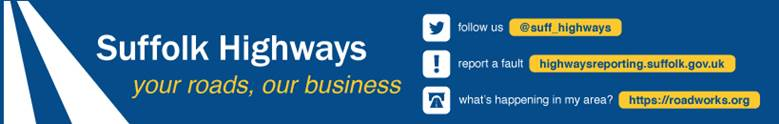 Suffolk Highways
your roads, our business
follow us @suff_highways
report a fault highwaysreporting.suffolk.gov.uk
what's happening in my area? https://roadworks.org